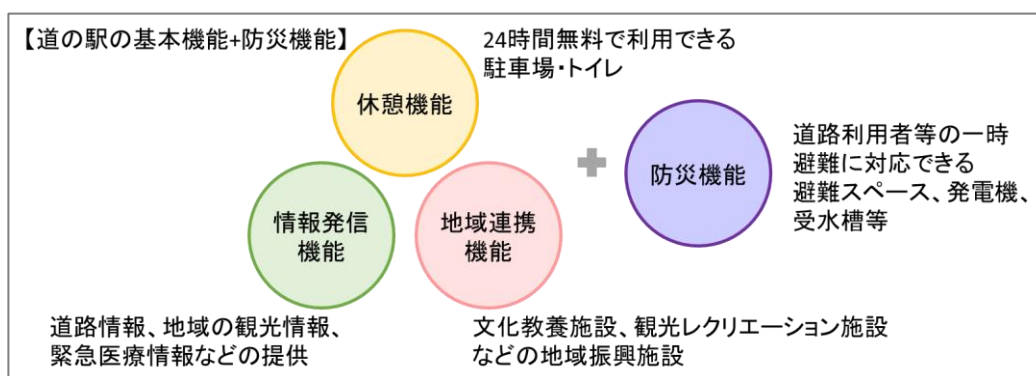 【道の駅の基本機能+防災機能】
24時間無料で利用できる
駐車場・トイレ
休憩機能
情報発信
機能
地域連携
機能
防災機能
道路利用者等の一時
避難に対応できる
避難スペース、発電機、
受水槽等
道路情報、地域の観光情報、
緊急医療情報などの提供
文化教養施設、観光レクリエーション施設
などの地域振興施設